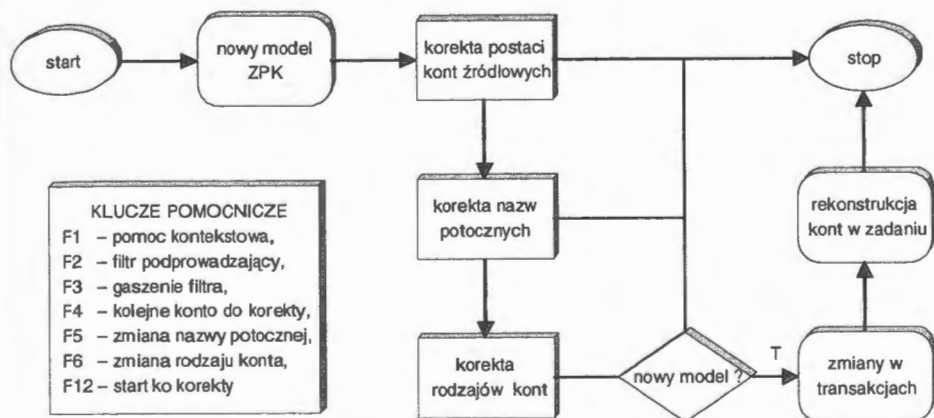 start
nowy model
ZPK
korekta postaci
kont źródłowych
stop
KLUCZE POMOCNICZE
F1 – pomoc kontekstowa,
F2 – filtr podprowadzający,
F3 – gaszenie filtra,
F4 – kolejne konto do korekty,
F5 – zmiana nazwy potocznej,
F6 – zmiana rodzaju konta,
F12 – start ko korekty
korekta nazw
potocznych
rekonstrukcja
kont w zadaniu
korekta
rodzajów kont
nowy model ?
T
zmiany w
transakcjach